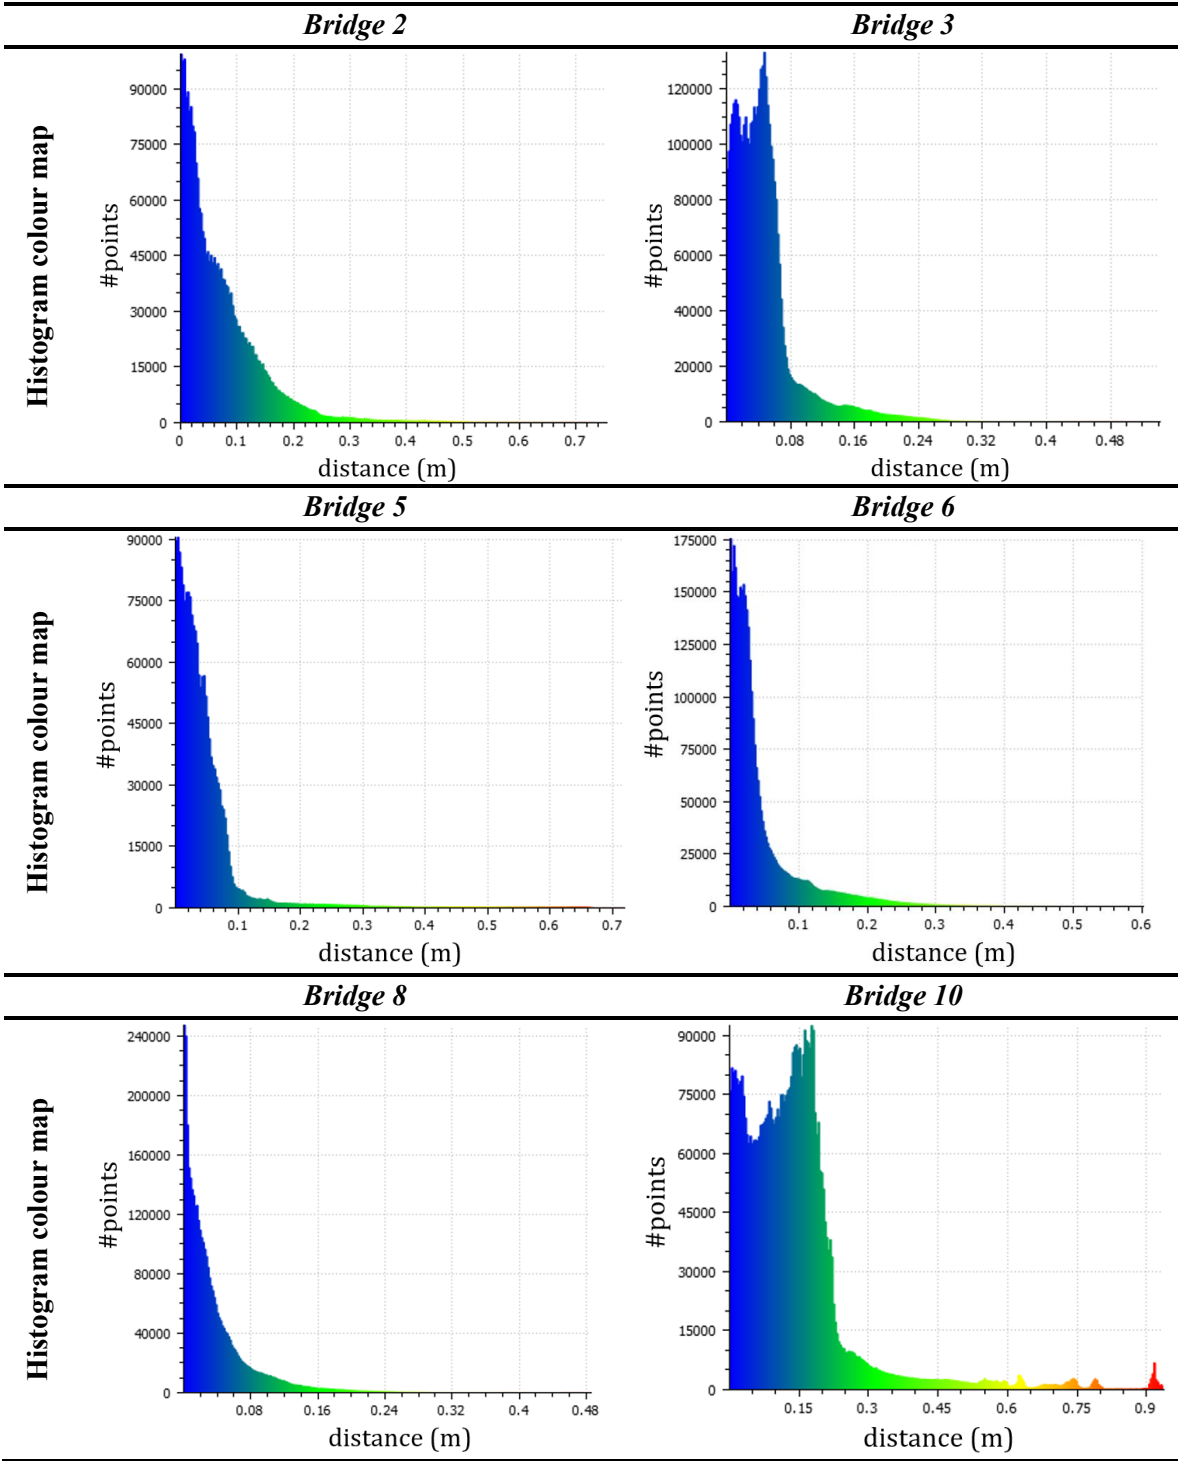 Bridge 2
Bridge 3
Histogram colour map
#points
90000
75000
60000
45000
30000
15000
0
0 0.1 0.2 0.3 0.4 0.5 0.6 0.7
distance (m)
#points
120000
100000
80000
60000
40000
20000
0
0.08 0.16 0.24 0.32 0.4 0.48
distance (m)
Bridge 5
Bridge 6
Histogram colour map
#points
90000
75000
60000
45000
30000
15000
0
0.1 0.2 0.3 0.4 0.5 0.6 0.7
distance (m)
#points
175000
150000
125000
100000
75000
50000
25000
0
0.1 0.2 0.3 0.4 0.5 0.6
distance (m)
Bridge 8
Bridge 10
Histogram colour map
#points
240000
200000
160000
120000
80000
40000
0
0.08 0.16 0.24 0.32 0.4 0.48
distance (m)
#points
90000
75000
60000
45000
30000
15000
0
0.15 0.3 0.45 0.6 0.75 0.9
distance (m)